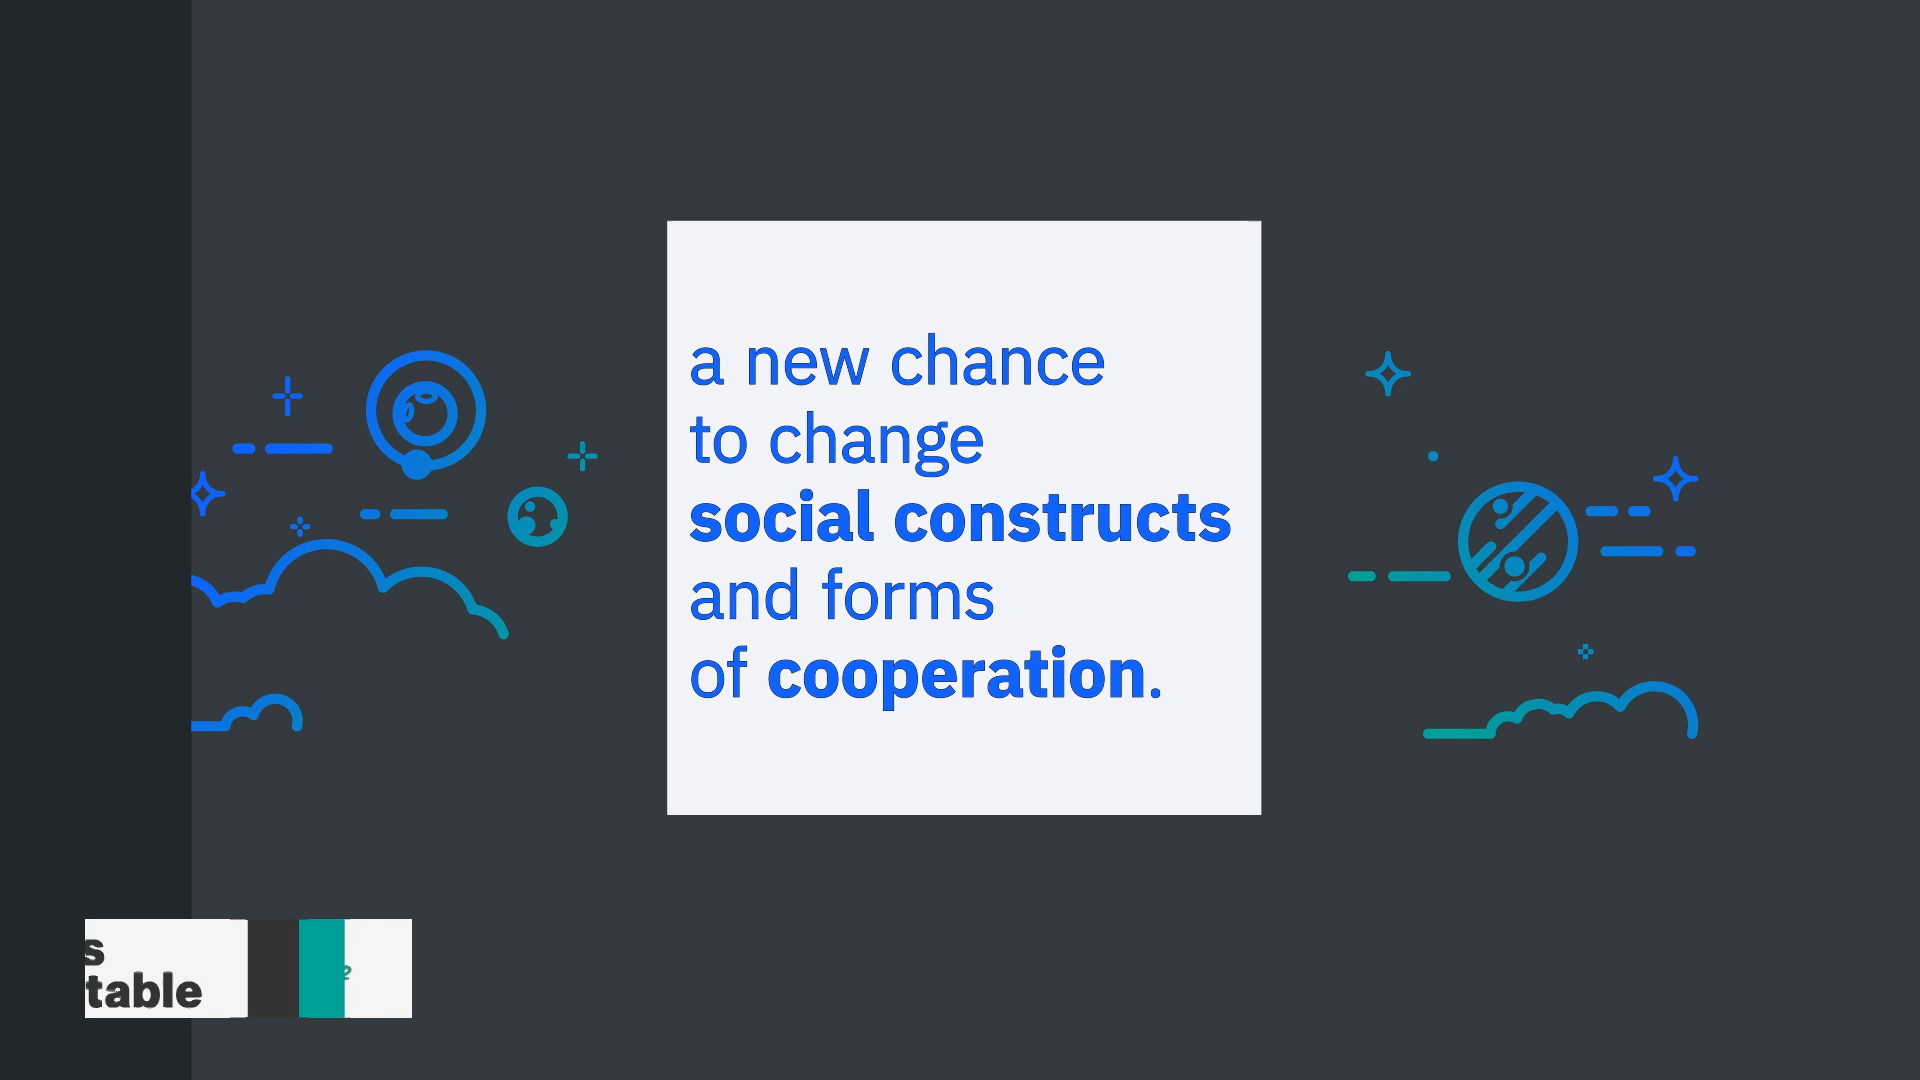 a new chance
to change
social constructs
and forms
of cooperation.
table